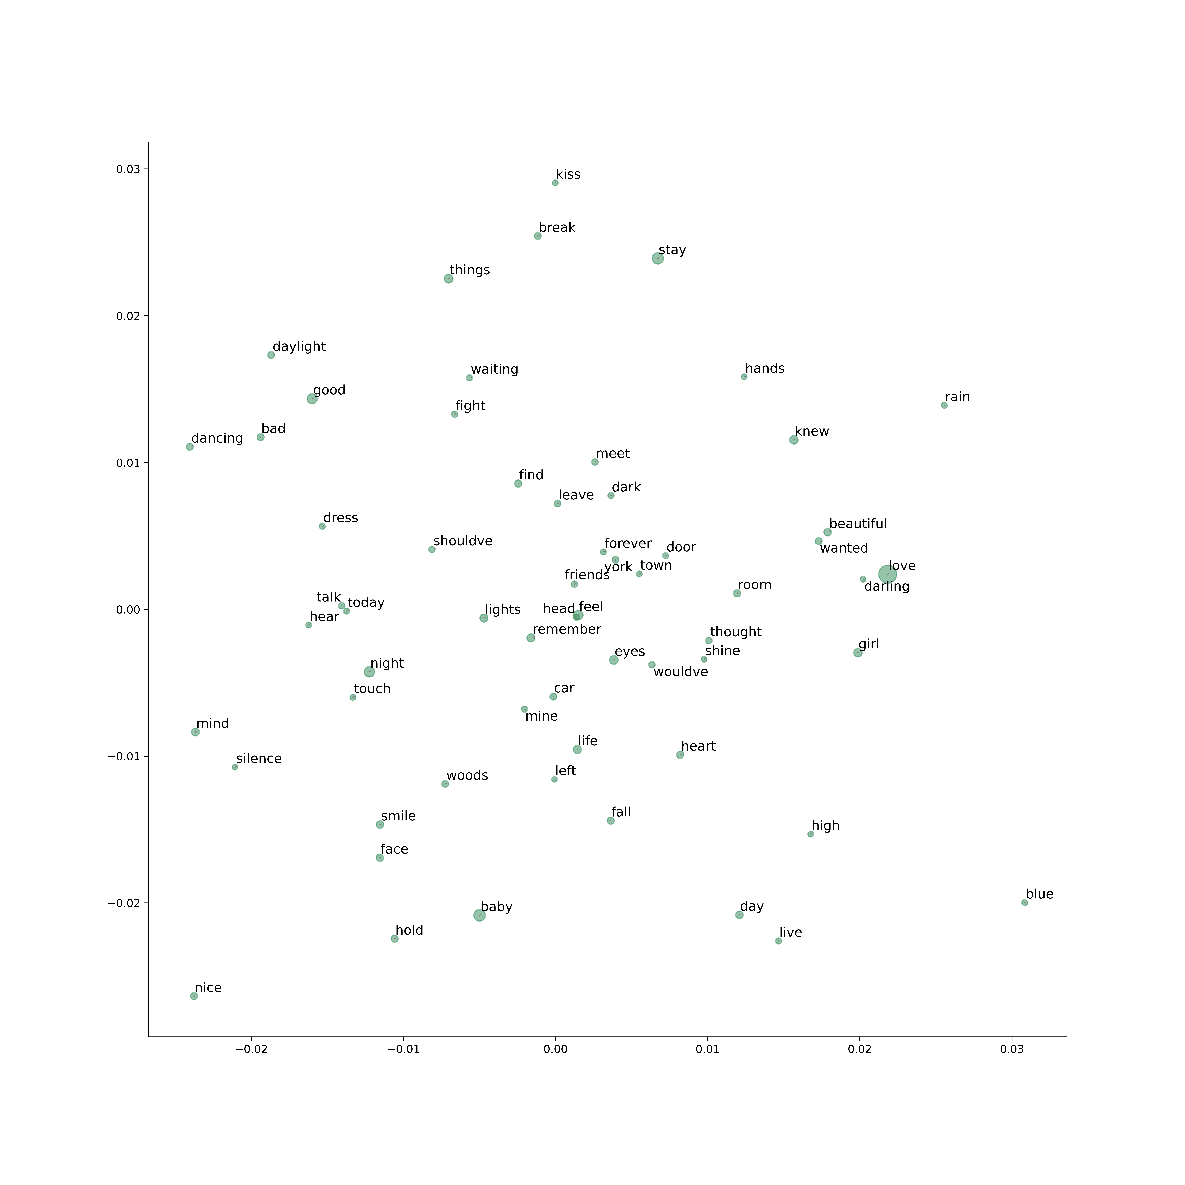 kiss
break
stay
things
0.03
0.02
daylight
waiting
hands
good
rain
fight
bad
knew
dancing
0.01
meet
find
dark
leave
dress
beautiful
shouldve
forever
door
wanted
york
town
love
friends
room
darling
talk
today
0.00
lights
head
feel
hear
remember
thought
girl
eyes
shine
night
wouldve
touch
car
mine
mind
life
heart
silence
−0.01
left
woods
smile
fall
high
face
blue
−0.02
baby
day
hold
live
nice
−0.02
−0.01
0.00
0.01
0.02
0.03